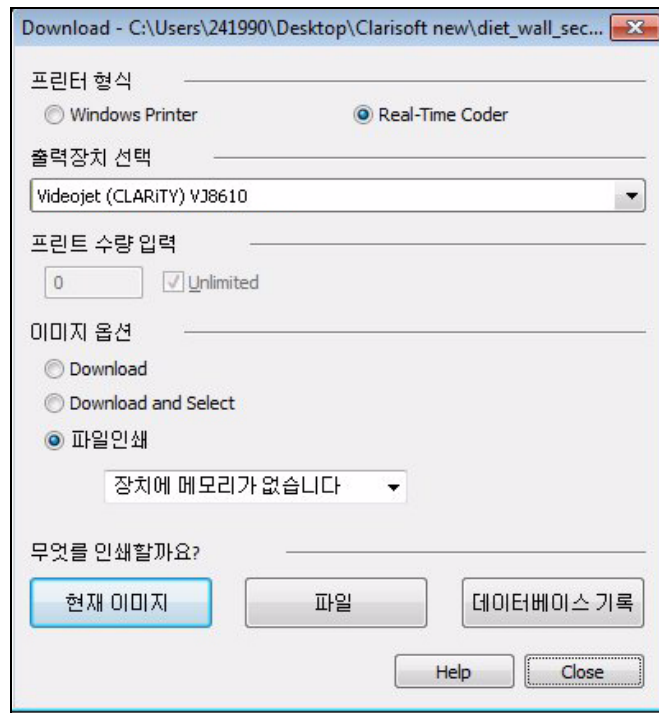 Download - C:\Users\241990\Desktop\Clarisoft new\diet_wall_sec...
프린터 형식
Windows Printer
Real-Time Coder
출력장치 선택
Videojet (CLARiTY) VJ8610
프린트 수량 입력
0
Unlimited
이미지 옵션
Download
Download and Select
파일인쇄
장치에 메모리가 없습니다
무엇를 인쇄할까요?
현재 이미지
파일
데이터베이스 기록
Help
Close